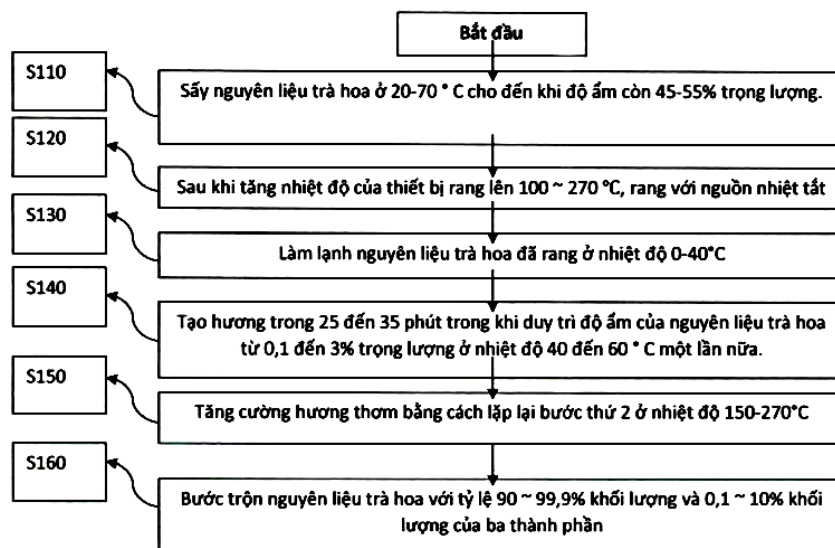 Bắt đầu
S110
Sấy nguyên liệu trà hoa ở 20-70 ° C cho đến khi độ ẩm còn 45-55% trọng lượng.
S120
Sau khi tăng nhiệt độ của thiết bị rang lên 100 ~ 270 °C, rang với nguồn nhiệt tắt
S130
Làm lạnh nguyên liệu trà hoa đã rang ở nhiệt độ 0-40°C
S140
Tạo hương trong 25 đến 35 phút trong khi duy trì độ ẩm của nguyên liệu trà hoa
từ 0,1 đến 3% trọng lượng ở nhiệt độ 40 đến 60 ° C một lần nữa.
S150
Tăng cường hượng thơm bằng cách lặp lại bước thứ 2 ở nhiệt độ 150-270°C
S160
Bước trộn nguyên liệu trà hoa với tỷ lệ 90 ~ 99,9% khối lượng và 0,1 ~ 10% khối
lượng của ba thành phần